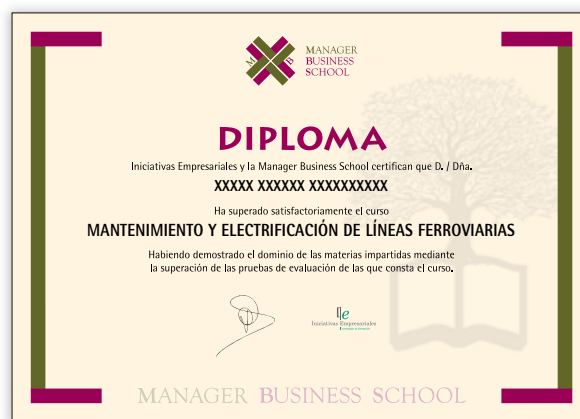 M B
MANAGER
BUSINESS
SCHOOL
DIPLOMA
Iniciativas Empresariales y la Manager Business School certifican que D. / Dña.
XXXXX XXXXXX XXXXXXXXXX
Ha superado satisfactoriamente el curso
MANTENIMIENTO Y ELECTRIFICACIÓN DE LÍNEAS FERROVIARIAS
Habiendo demostrado el dominio de las materias impartidas mediante
la superación de las pruebas de evaluación de las que consta el curso.
Iniciativas Empresariales
MANAGER BUSINESS SCHOOL